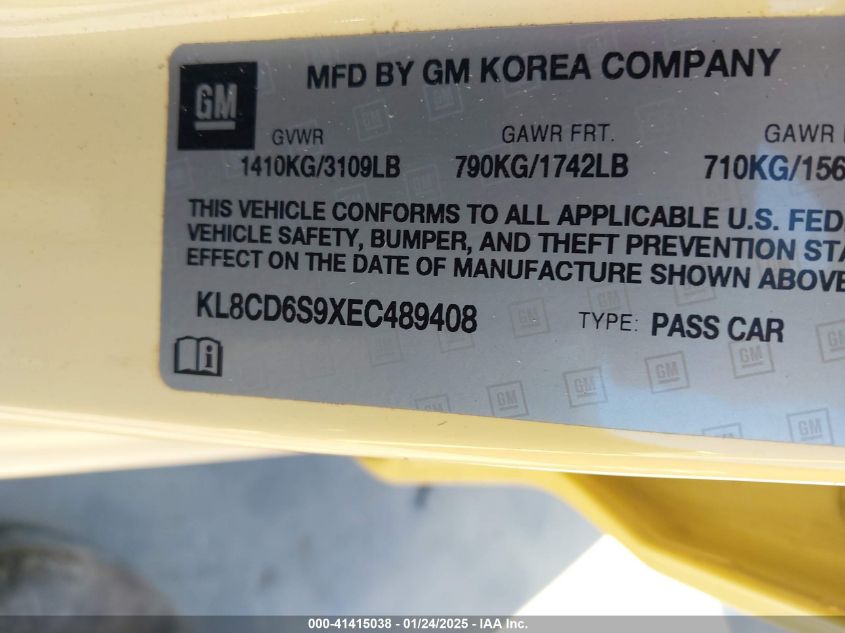 MFD BY GM KOREA COMPANY
GM
GVWR GAWR FRT. GAWR
1410KG/3109LB 790KG/1742LB 710KG/156
THIS VEHICLE CONFORMS TO ALL APPLICABLE U.S. FED
VEHICLE SAFETY, BUMPER, AND THEFT PREVENTION STA
EFFECT ON THE DATE OF MANUFACTURE SHOWN ABOVE
KL8CD6S9XEC489408 TYPE: PASS CAR
000-41415038 - 01/24/2025 - IAA Inc.